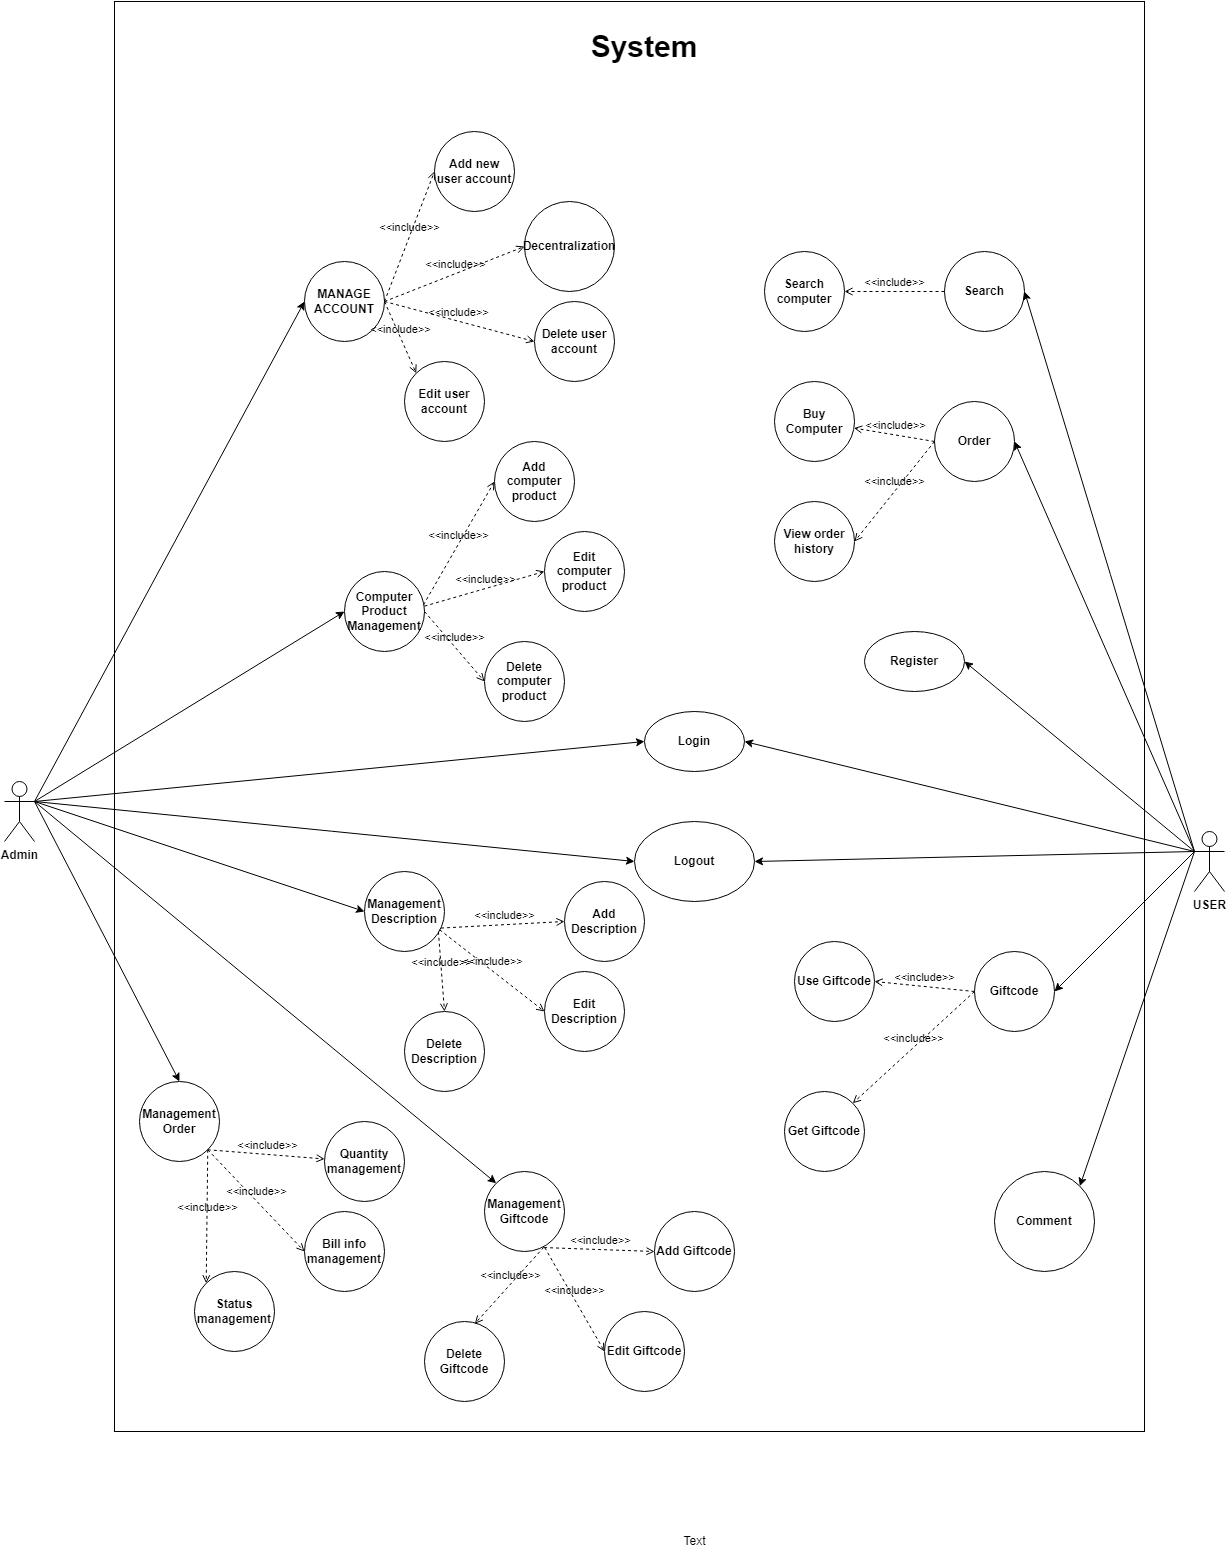 System
Add new
user account
<<include>>
Decentralization
<<include>>
MANAGE
ACCOUNT
<<include>>
Delete user
account
<<include>>
Edit user
account
Search
computer
<<include>>
Search
Buy
Computer
<<include>>
Order
<<include>>
View order
history
Add
computer
product
<<include>>
Edit
computer
product
<<include>>
Computer
Product
Management
<<include>>
Delete
computer
product
Register
Login
Admin
Logout
USER
Management
Description
<<include>>
Add
Description
<<include>>
<<include>>
Edit
Description
Delete
Description
Use Giftcode
<<include>>
Giftcode
<<include>>
Get Giftcode
Management
Order
<<include>>
Quantity
management
<<include>>
<<include>>
Bill info
management
Status
management
Management
Giftcode
<<include>>
Add Giftcode
<<include>>
<<include>>
Delete
Giftcode
Edit Giftcode
Comment
Text